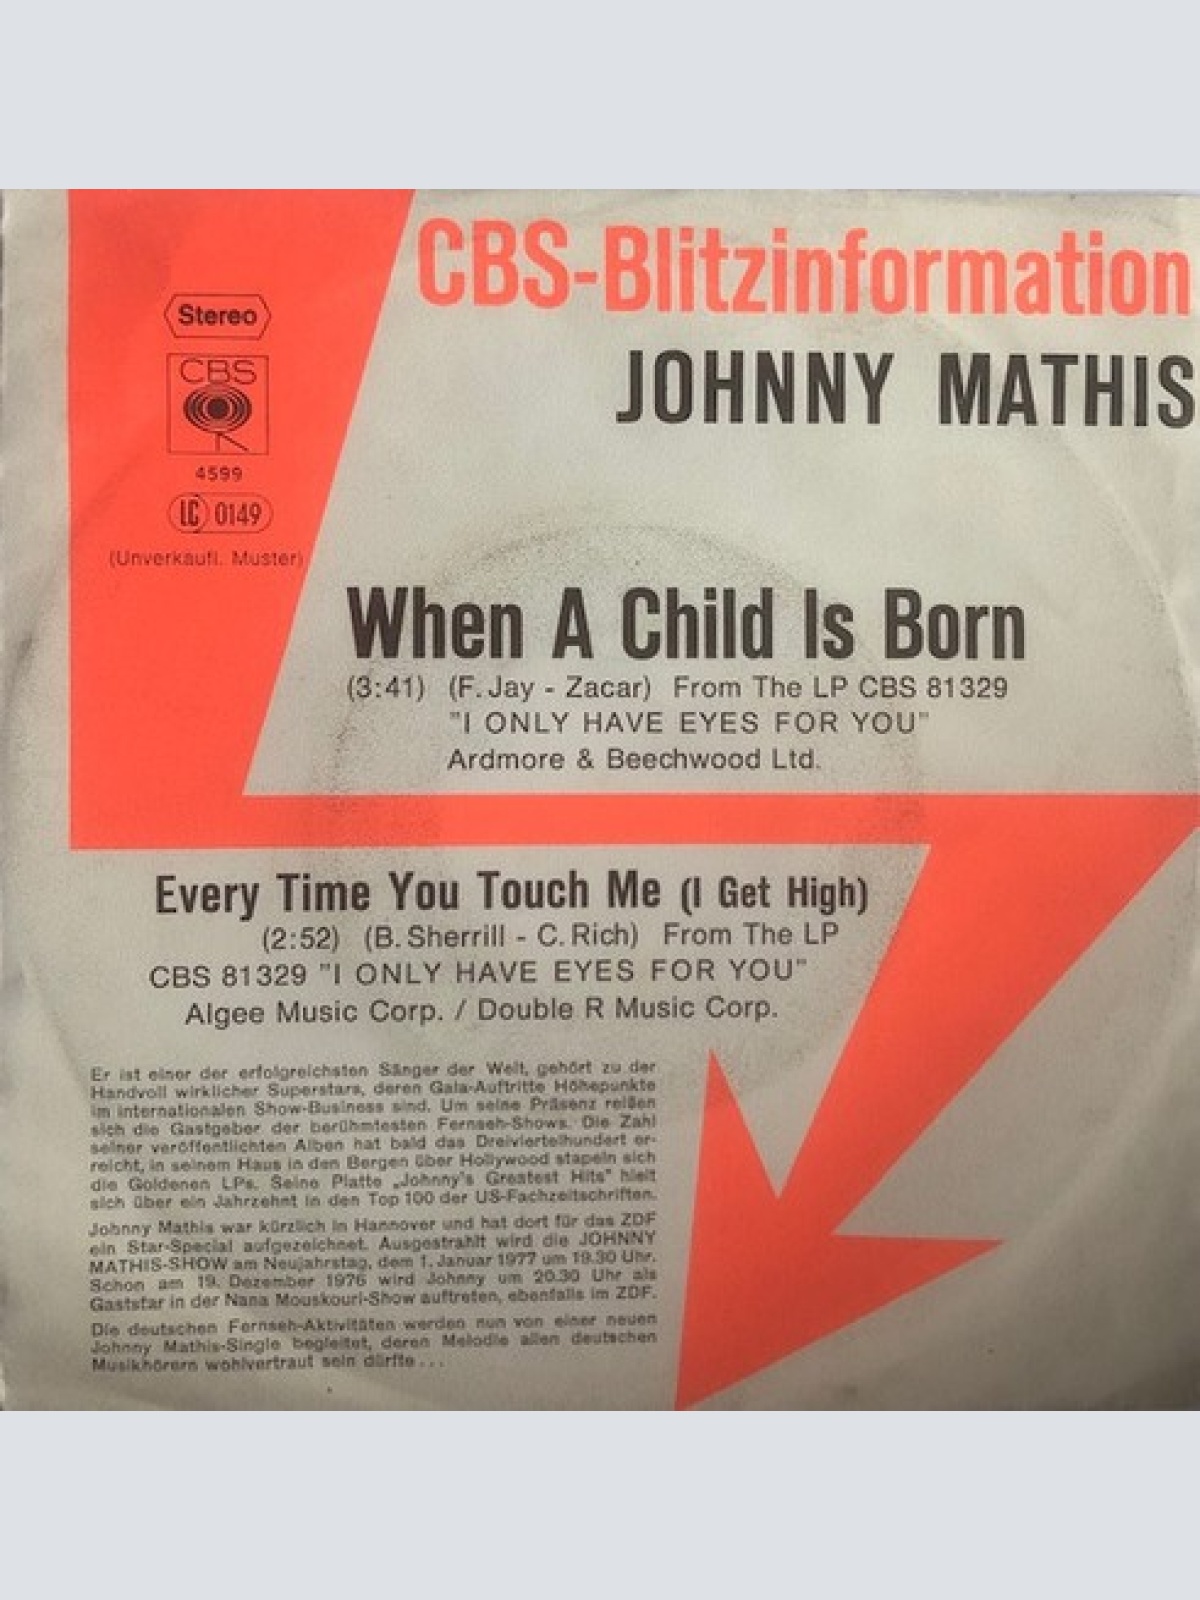 CBS-Blitzinformation
JOHNNY MATHIS
Stereo
CBS
4599
LC 0149
(Unverkäufl. Muster)
When A Child Is Born
(3:41) (F. Jay - Zacar) From The LP CBS 81329
"I ONLY HAVE EYES FOR YOU"
Ardmore & Beechwood Ltd.
Every Time You Touch Me (I Get High)
(2:52) (B. Sherrill - C. Rich) From The LP
CBS 81329 "I ONLY HAVE EYES FOR YOU"
Algee Music Corp. / Double R Music Corp.
Er ist einer der erfolgreichsten Sänger der Welt, gehört zu der
Handvoll wirklicher Superstars, deren Gala-Auftritte Höhepunkte
im internationalen Show-Business sind. Um seine Präsenz reißen
sich die Gastgeber der berühmtesten Fernseh-Shows. Die Zahl
seiner veröffentlichten Alben hat bald das Dreiviertelhundert er-
reicht, in seinem Haus in den Bergen über Hollywood stapeln sich
die Goldenen LPs. Seine Platte „Johnny's Greatest Hits" hielt
sich über ein Jahrzehnt in den Top 100 der US-Fachzeitschriften.
Johnny Mathis war kürzlich in Hannover und hat dort für das ZDF
ein Star-Special aufgezeichnet. Ausgestrahlt wird die JOHNNY
MATHIS-SHOW am Neujahrstag, dem 1. Januar 1977 um 19.30 Uhr.
Schon am 19. Dezember 1976 wird Johnny um 20.30 Uhr als
Gaststar in der Nana Mouskouri-Show auftreten, ebenfalls im ZDF.
Die deutschen Fernseh-Aktivitäten werden nun von einer neuen
Johnny Mathis-Single begleitet, deren Melodie allen deutschen
Musikhörern wohlvertraut sein dürfte ...